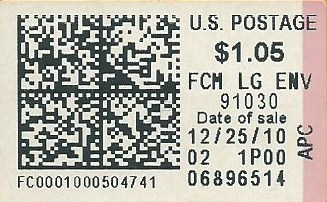 U.S. POSTAGE
$1.05
FCM LG ENV
91030
Date of sale
12/25/10
02 1P00
06896514
APC
FC0001000504741